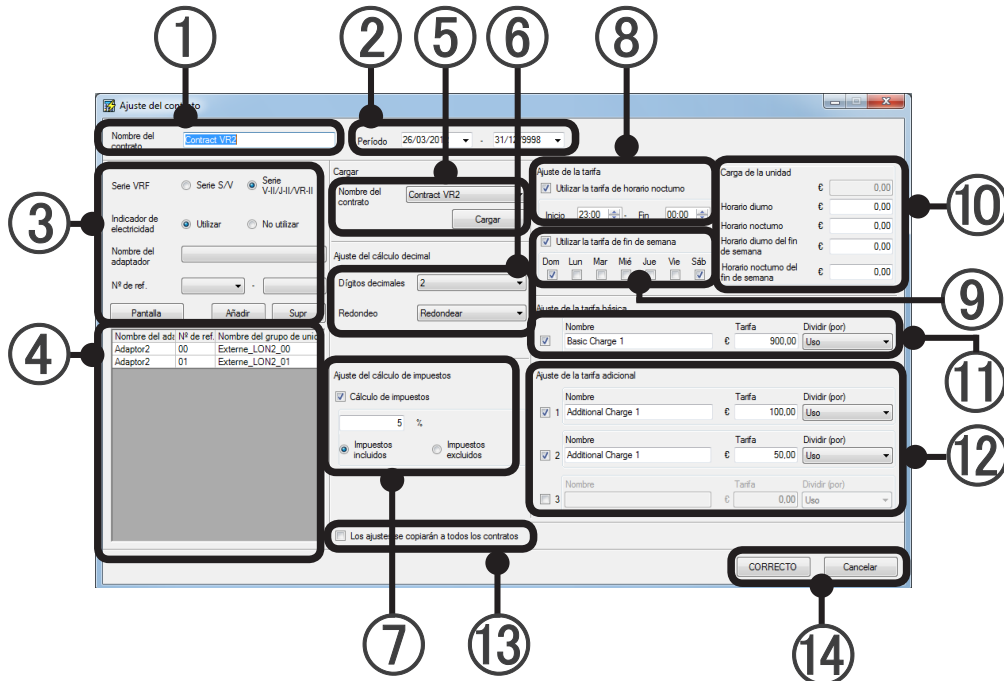 ① ② ③ ④ ⑤ ⑥ ⑦ ⑧ ⑨ ⑩ ⑪ ⑫ ⑬ ⑭
Ajuste del contrato
Nombre del contrato
Contract VR2
Período 26/03/201 - 31/12/9998
Serie VRF
Serie S/V
Serie V-II/J-II/VR-II
Indicador de electricidad
Utilizar
No utilizar
Nombre del adaptador
Nº de ref. -
Pantalla Añadir Supr
Nombre del ada Nº de ref. Nombre del grupo de unid
Adaptor2 00 Externe_LON2_00
Adaptor2 01 Externe_LON2_01
Cargar
Nombre del contrato
Contract VR2
Cargar
Ajuste del cálculo decimal
Dígitos decimales 2
Redondeo Redondear
Ajuste del cálculo de impuestos
Cálculo de impuestos
5 %
Impuestos incluidos
Impuestos excluidos
Los ajustes se copiarán a todos los contratos
Ajuste de la tarifa
Utilizar la tarifa de horario nocturno
Inicio 23:00 - Fin 00:00
Utilizar la tarifa de fin de semana
Dom Lun Mar Mié Jue Vie Sáb
Carga de la unidad
€ 0,00
Horario diurno € 0,00
Horario nocturno € 0,00
Horario diurno del fin de semana € 0,00
Horario nocturno del fin de semana € 0,00
Ajuste de la tarifa básica
Nombre Tarifa Dividir (por)
Basic Charge 1 € 900,00 Uso
Ajuste de la tarifa adicional
Nombre Tarifa Dividir (por)
1 Additional Charge 1 € 100,00 Uso
Nombre Tarifa Dividir (por)
2 Additional Charge 1 € 50,00 Uso
Nombre Tarifa Dividir (por)
3 € 0,00 Uso
CORRECTO Cancelar